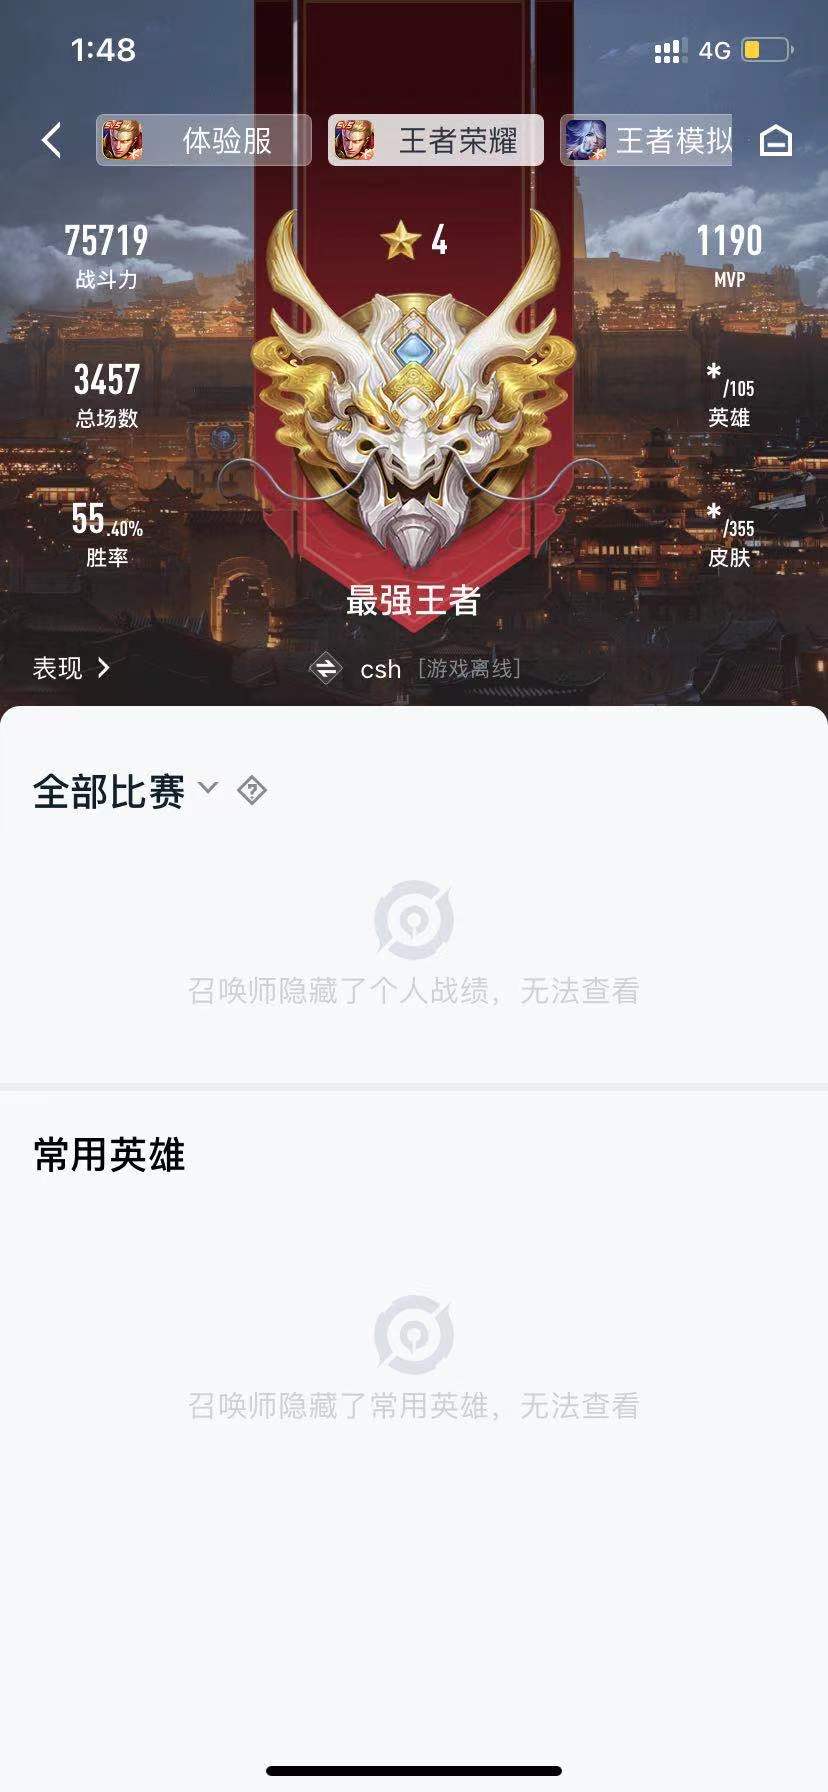 1:48
4G
体验服
王者荣耀
王者模拟
75719
战斗力
4
1190
MVP
3457
总场数
*/105
英雄
55.40%
胜率
*/355
皮肤
最强王者
表现
csh [游戏离线]
全部比赛
召唤师隐藏了个人战绩，无法查看
常用英雄
召唤师隐藏了常用英雄，无法查看